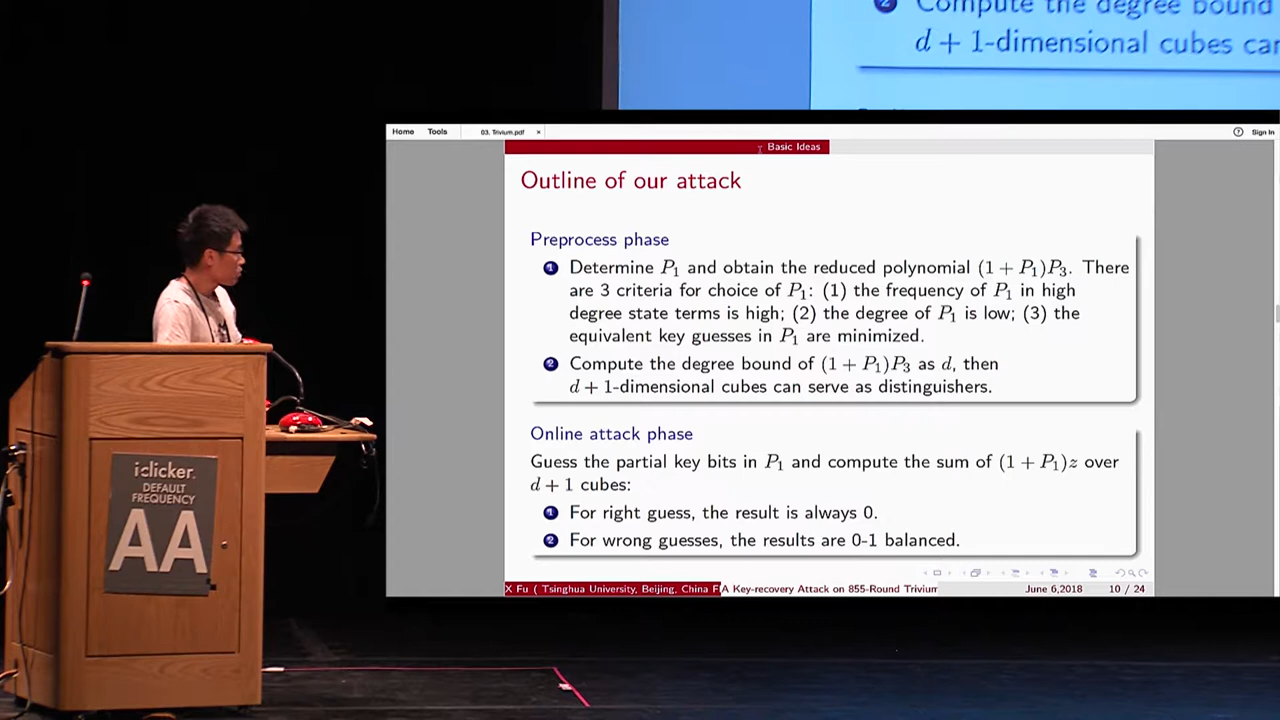 ② Compute the degree bound
d + 1-dimensional cubes can
Home Tools 03. Trivium.pdf × ? Sign In
Basic Ideas
Outline of our attack
Preprocess phase
① Determine P₁ and obtain the reduced polynomial (1 + P₁)P₃. There
are 3 criteria for choice of P₁: (1) the frequency of P₁ in high
degree state terms is high; (2) the degree of P₁ is low; (3) the
equivalent key guesses in P₁ are minimized.
② Compute the degree bound of (1 + P₁)P₃ as d, then
d + 1-dimensional cubes can serve as distinguishers.
Online attack phase
Guess the partial key bits in P₁ and compute the sum of (1 + P₁)z over
d + 1 cubes:
① For right guess, the result is always 0.
② For wrong guesses, the results are 0-1 balanced.
X Fu ( Tsinghua University, Beijing, China F A Key-recovery Attack on 855-Round Trivium June 6,2018 10 / 24
iclicker.
DEFAULT
FREQUENCY
AA